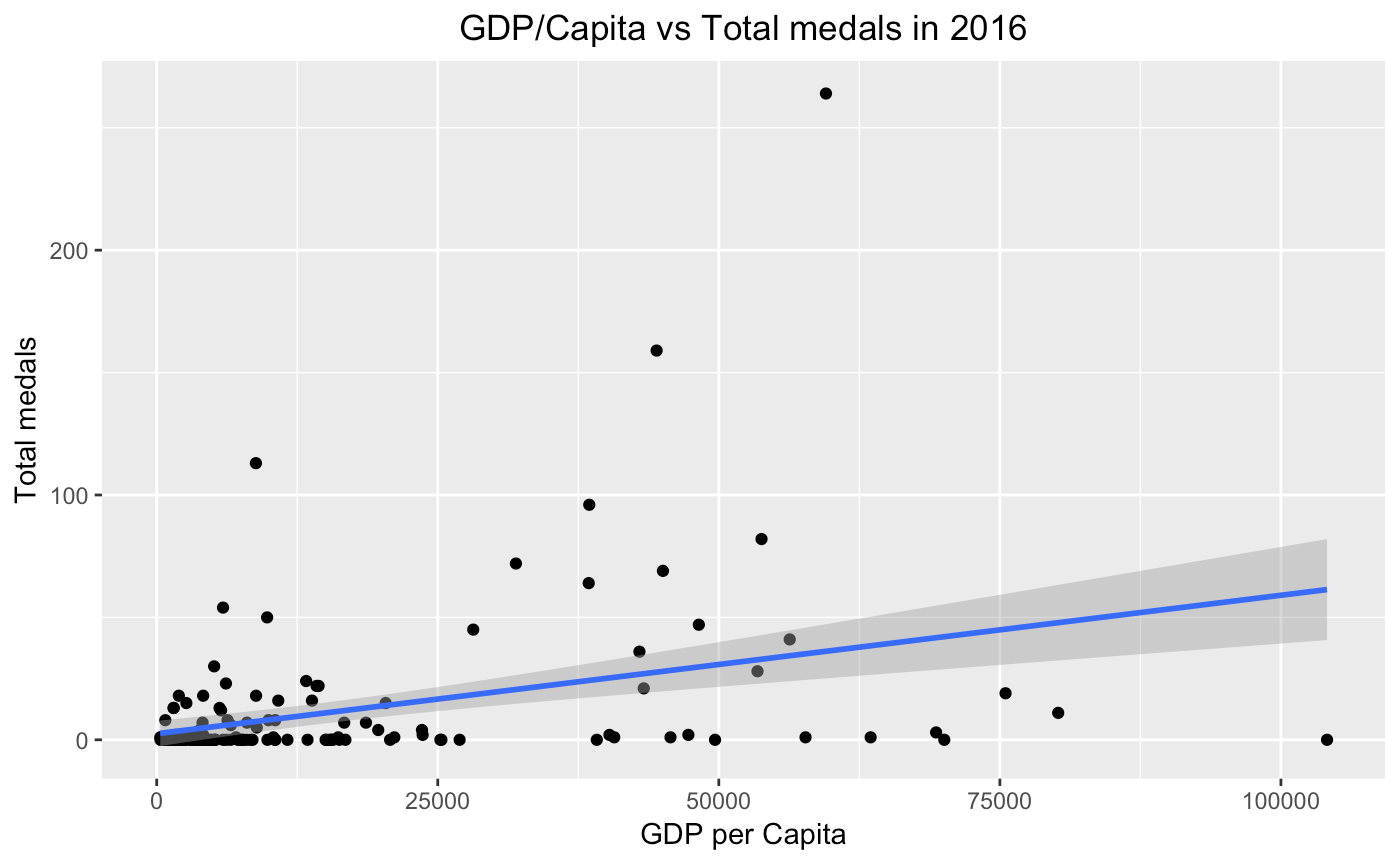 GDP/Capita vs Total medals in 2016
Total medals
200
100
0
0 25000 50000 75000 100000
GDP per Capita